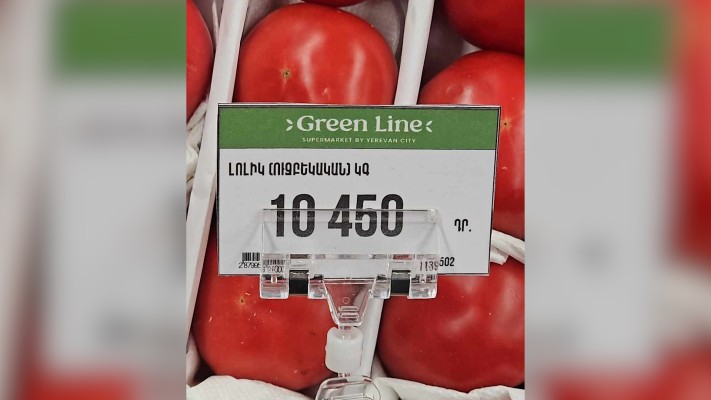 Green Line
SUPERMARKET BY YEREVAN CITY
ԼՈԼԻԿ (ՈՒԶԲԵԿԱԿԱՆ) ԿԳ
10 450 ԴՐ.